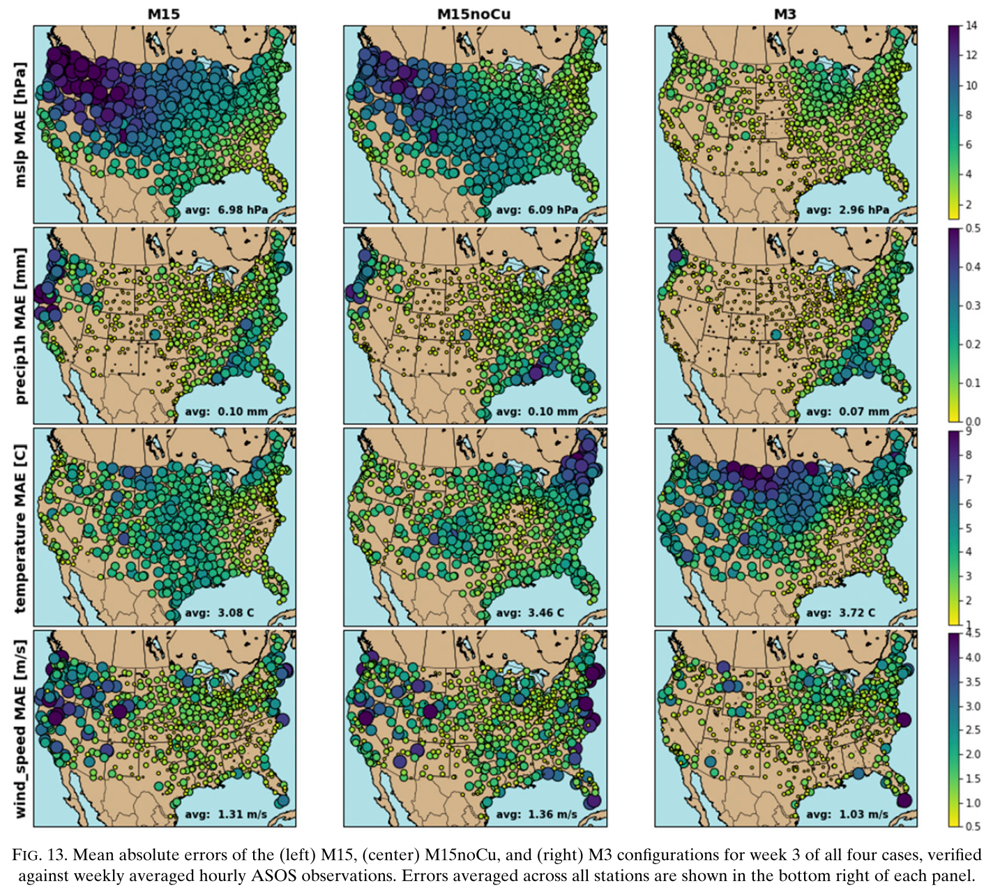 M15 M15noCu M3
mslp MAE [hPa]
avg: 6.98 hPa
avg: 6.09 hPa
avg: 2.96 hPa
14
12
10
8
6
4
2
precip1h MAE [mm]
avg: 0.10 mm
avg: 0.10 mm
avg: 0.07 mm
0.5
0.4
0.3
0.2
0.1
0.0
temperature MAE [C]
avg: 3.08 C
avg: 3.46 C
avg: 3.72 C
9
8
7
6
5
4
3
2
1
wind_speed MAE [m/s]
avg: 1.31 m/s
avg: 1.36 m/s
avg: 1.03 m/s
4.5
4.0
3.5
3.0
2.5
2.0
1.5
1.0
0.5
FIG. 13. Mean absolute errors of the (left) M15, (center) M15noCu, and (right) M3 configurations for week 3 of all four cases, verified
against weekly averaged hourly ASOS observations. Errors averaged across all stations are shown in the bottom right of each panel.